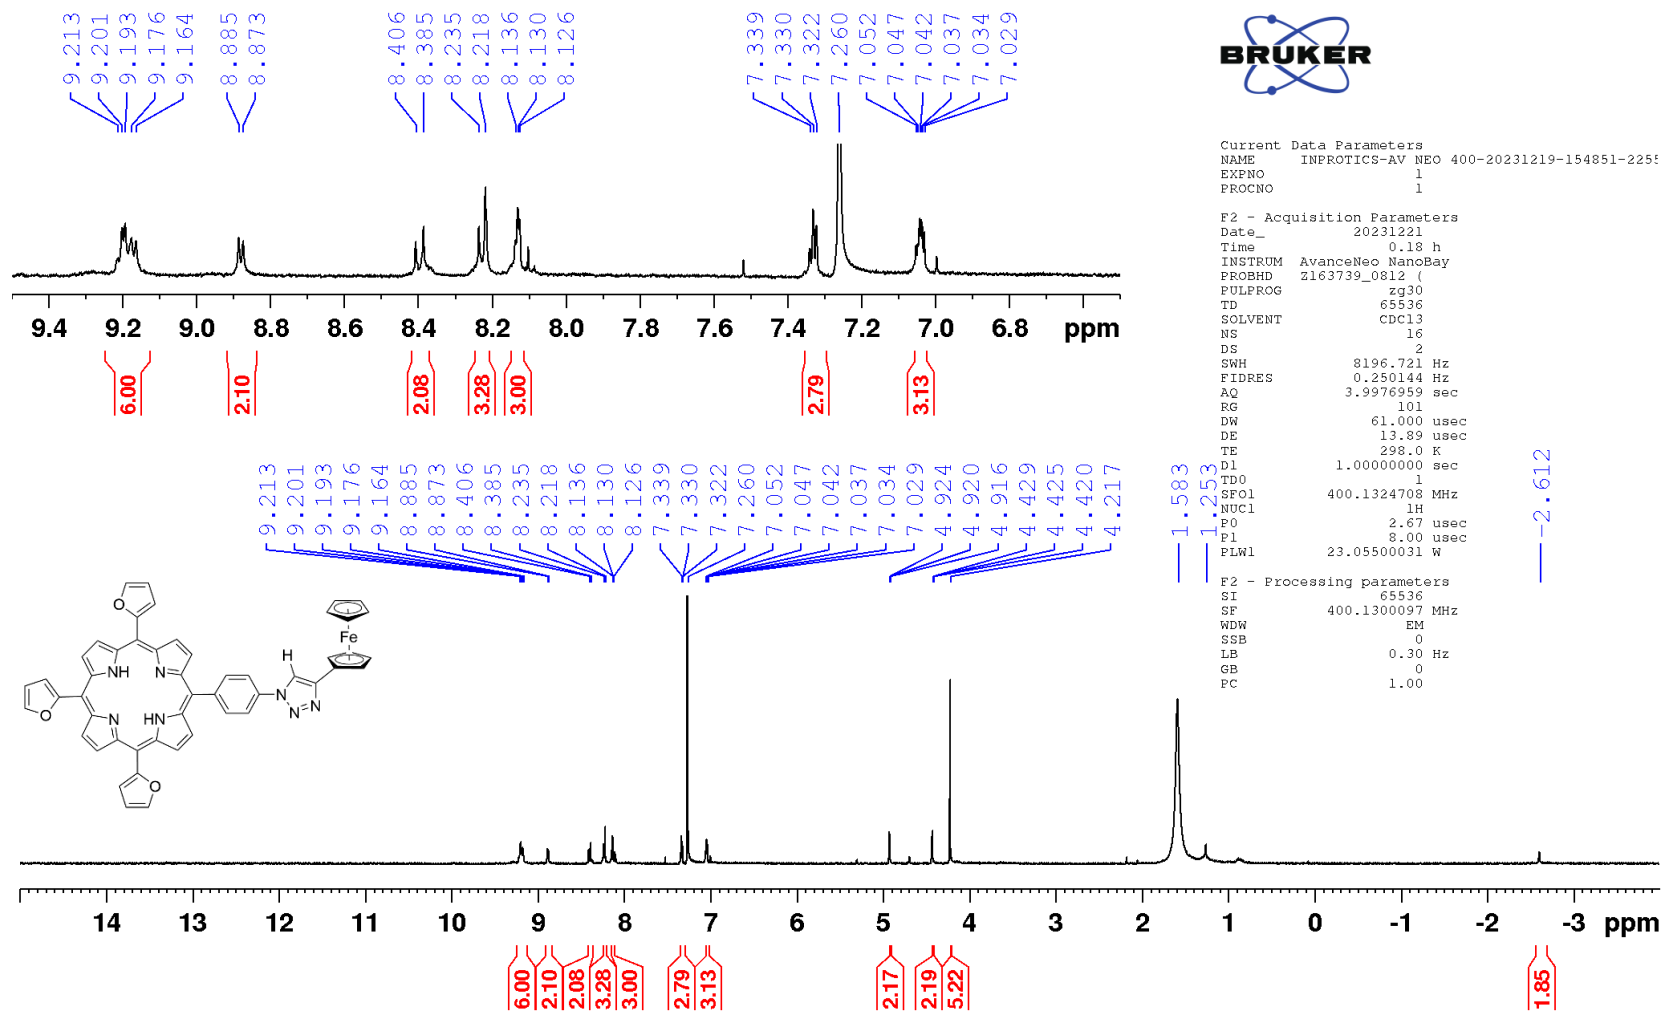 9.213
9.201
9.193
9.176
9.164
8.885
8.873
8.406
8.385
8.235
8.218
8.136
8.130
8.126
7.339
7.330
7.322
7.260
7.052
7.047
7.042
7.037
7.034
7.029
BRUKER
9.4 9.2 9.0 8.8 8.6 8.4 8.2 8.0 7.8 7.6 7.4 7.2 7.0 6.8 ppm
6.00
2.10
2.08
3.28
3.00
2.79
3.13
Current Data Parameters
NAME INPROTICS-AV NEO 400-20231219-154851-2255
EXPNO 1
PROCNO 1
F2 - Acquisition Parameters
Date_ 20231221
Time 0.18 h
INSTRUM AvanceNeo NanoBay
PROBHD Z163739_0812 (
PULPROG zg30
TD 65536
SOLVENT CDCl3
NS 16
DS 2
SWH 8196.721 Hz
FIDRES 0.250144 Hz
AQ 3.9976959 sec
RG 101
DW 61.000 usec
DE 13.89 usec
TE 298.0 K
D1 1.00000000 sec
TD0 1
SFO1 400.1324708 MHz
NUC1 1H
P0 2.67 usec
P1 8.00 usec
PLW1 23.05500031 W
F2 - Processing parameters
SI 65536
SF 400.1300097 MHz
WDW EM
SSB 0
LB 0.30 Hz
GB 0
PC 1.00
9.213
9.201
9.193
9.176
9.164
8.885
8.873
8.406
8.385
8.235
8.218
8.136
8.130
8.126
7.339
7.330
7.322
7.260
7.052
7.047
7.042
7.037
7.034
7.029
4.924
4.920
4.916
4.429
4.425
4.420
4.217
1.583
1.253
-2.612
O
Fe
H
NH N
N
O
N HN
N N
O
14 13 12 11 10 9 8 7 6 5 4 3 2 1 0 -1 -2 -3 ppm
6.00
2.10
2.08
3.28
3.00
2.79
3.13
2.17
2.19
5.22
1.85